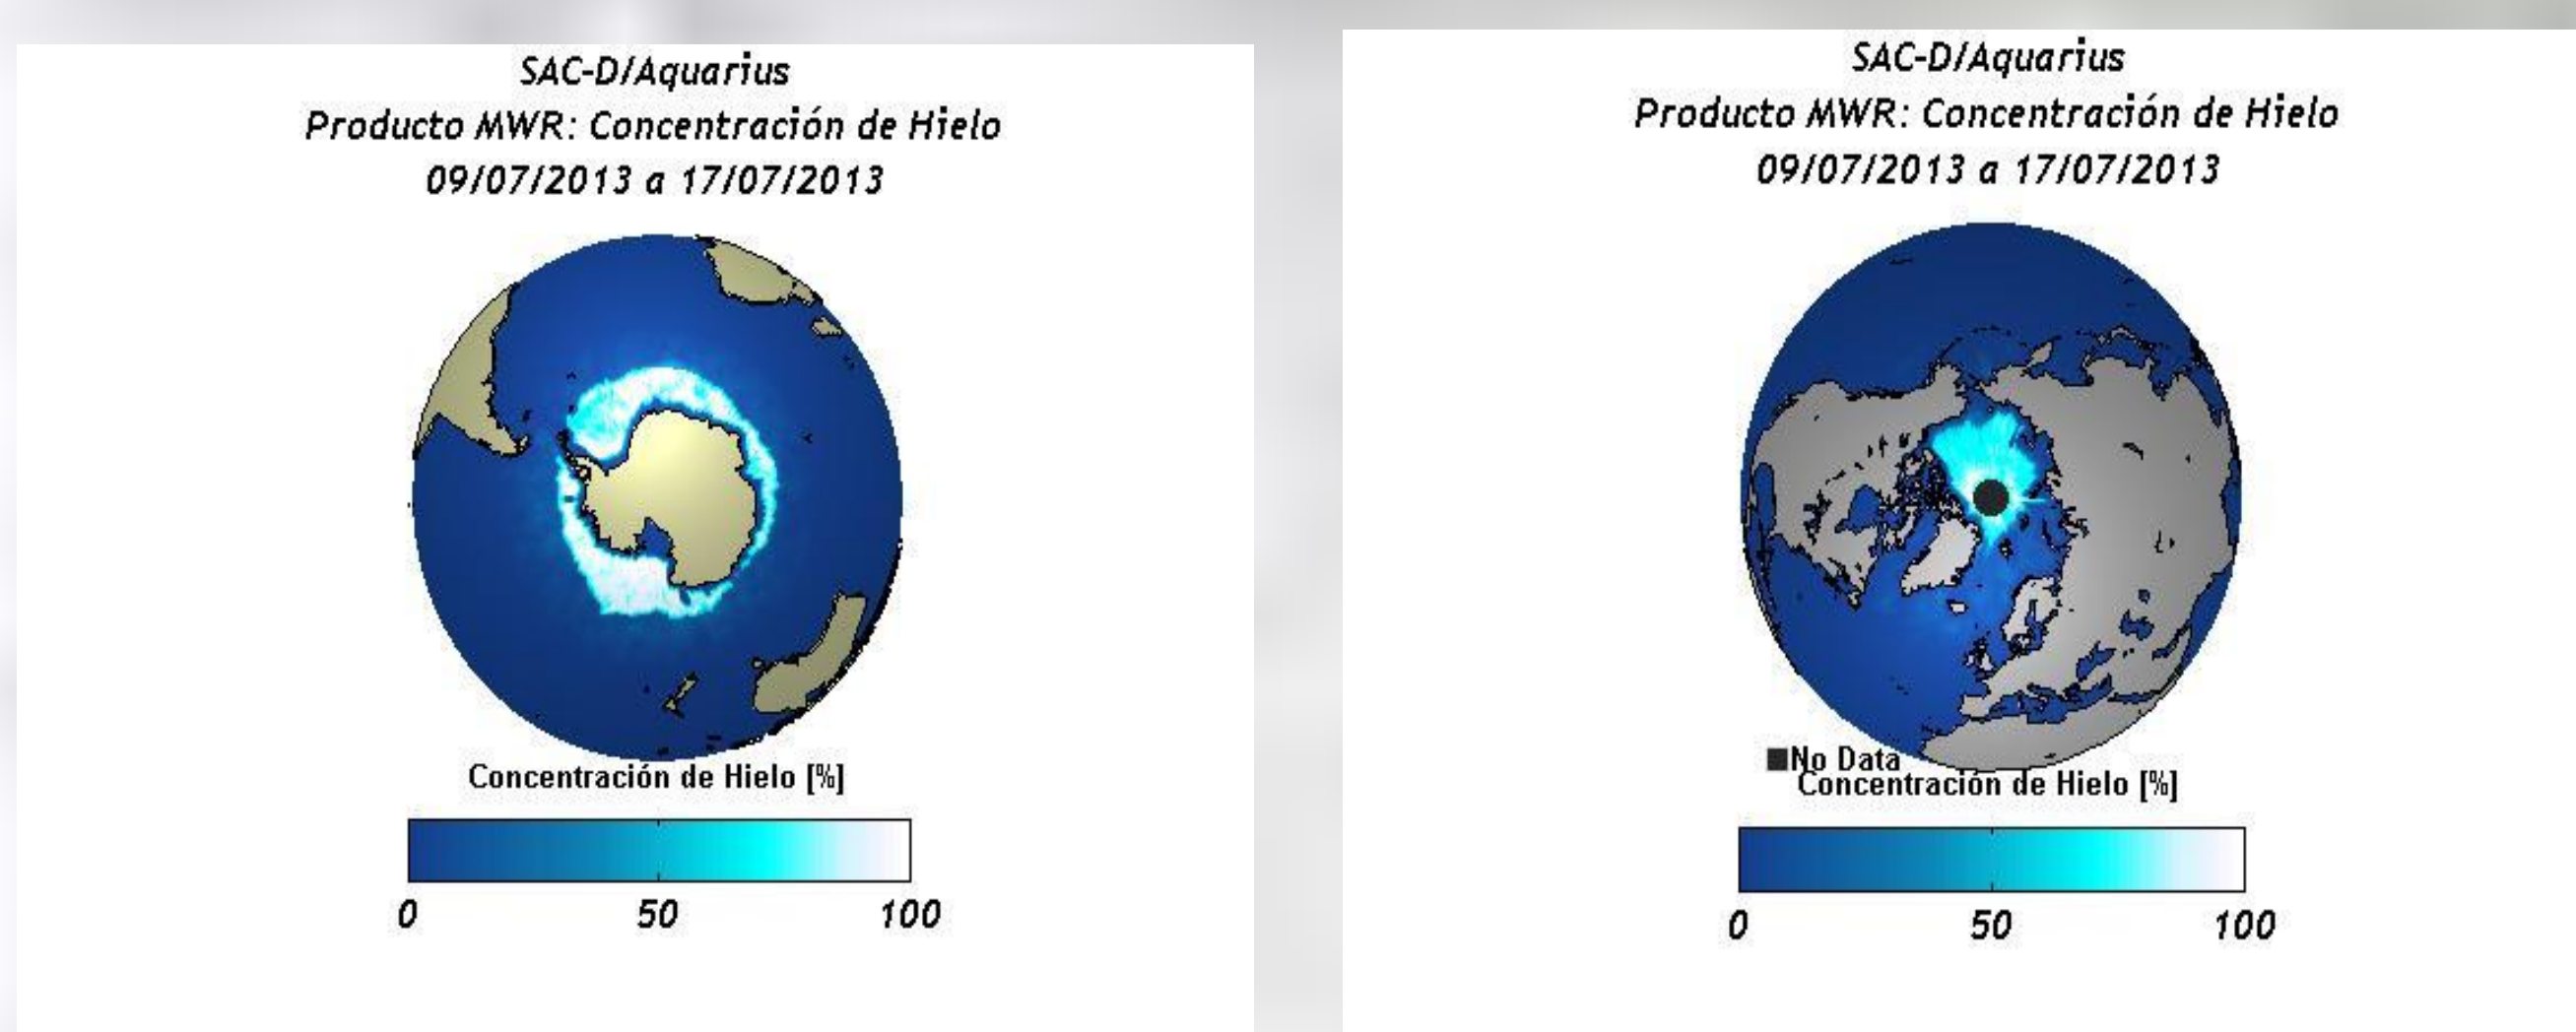 SAC-D/Aquarius
Producto MWR: Concentración de Hielo
09/07/2013 a 17/07/2013
Concentración de Hielo [%]
0 50 100
SAC-D/Aquarius
Producto MWR: Concentración de Hielo
09/07/2013 a 17/07/2013
No Data
Concentración de Hielo [%]
0 50 100